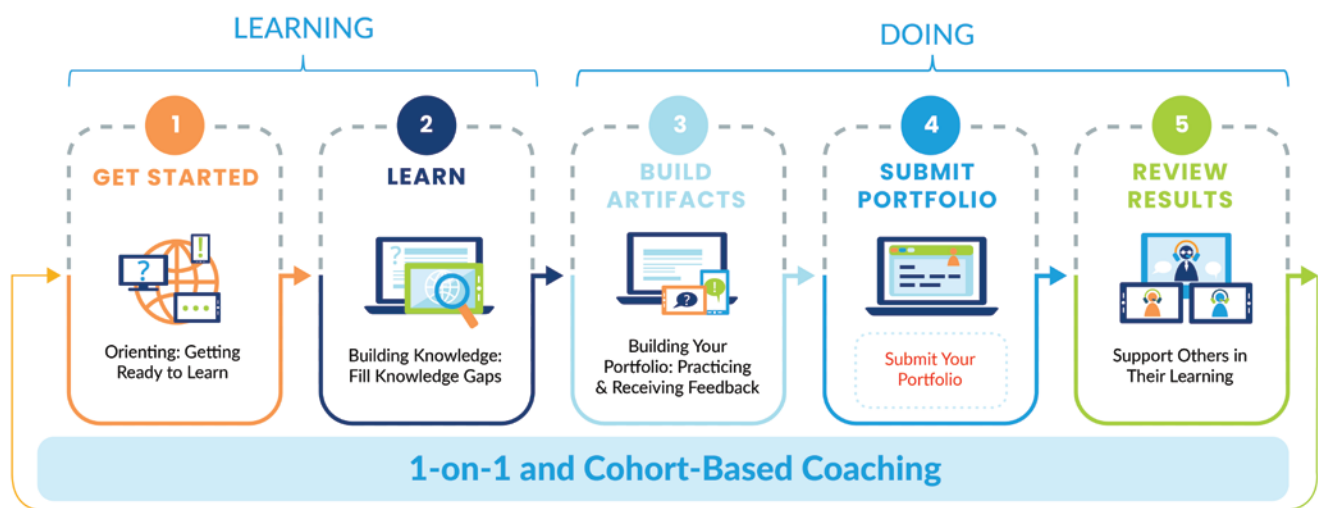 LEARNING
DOING
1
GET STARTED
?
!
Orienting: Getting
Ready to Learn
2
LEARN
?
Building Knowledge:
Fill Knowledge Gaps
3
BUILD
ARTIFACTS
?
!
Building Your
Portfolio: Practicing
& Receiving Feedback
4
SUBMIT
PORTFOLIO
Submit Your
Portfolio
5
REVIEW
RESULTS
Support Others in
Their Learning
1-on-1 and Cohort-Based Coaching